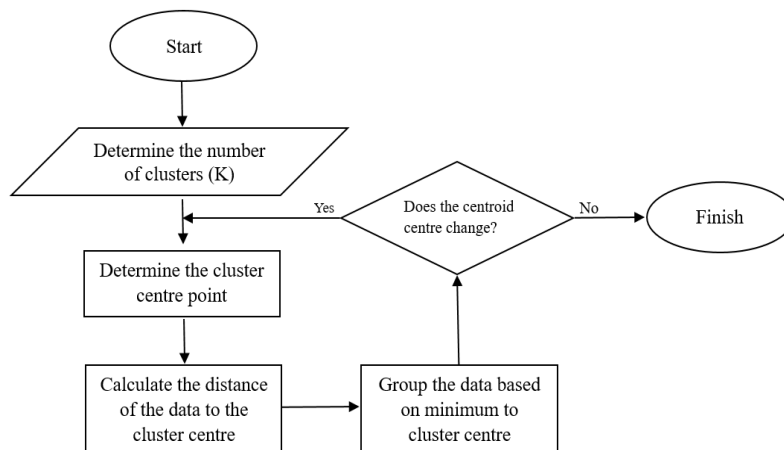 Start
Determine the number
of clusters (K)
Yes
Does the centroid
centre change?
No
Finish
Determine the cluster
centre point
Calculate the distance
of the data to the
cluster centre
Group the data based
on minimum to
cluster centre